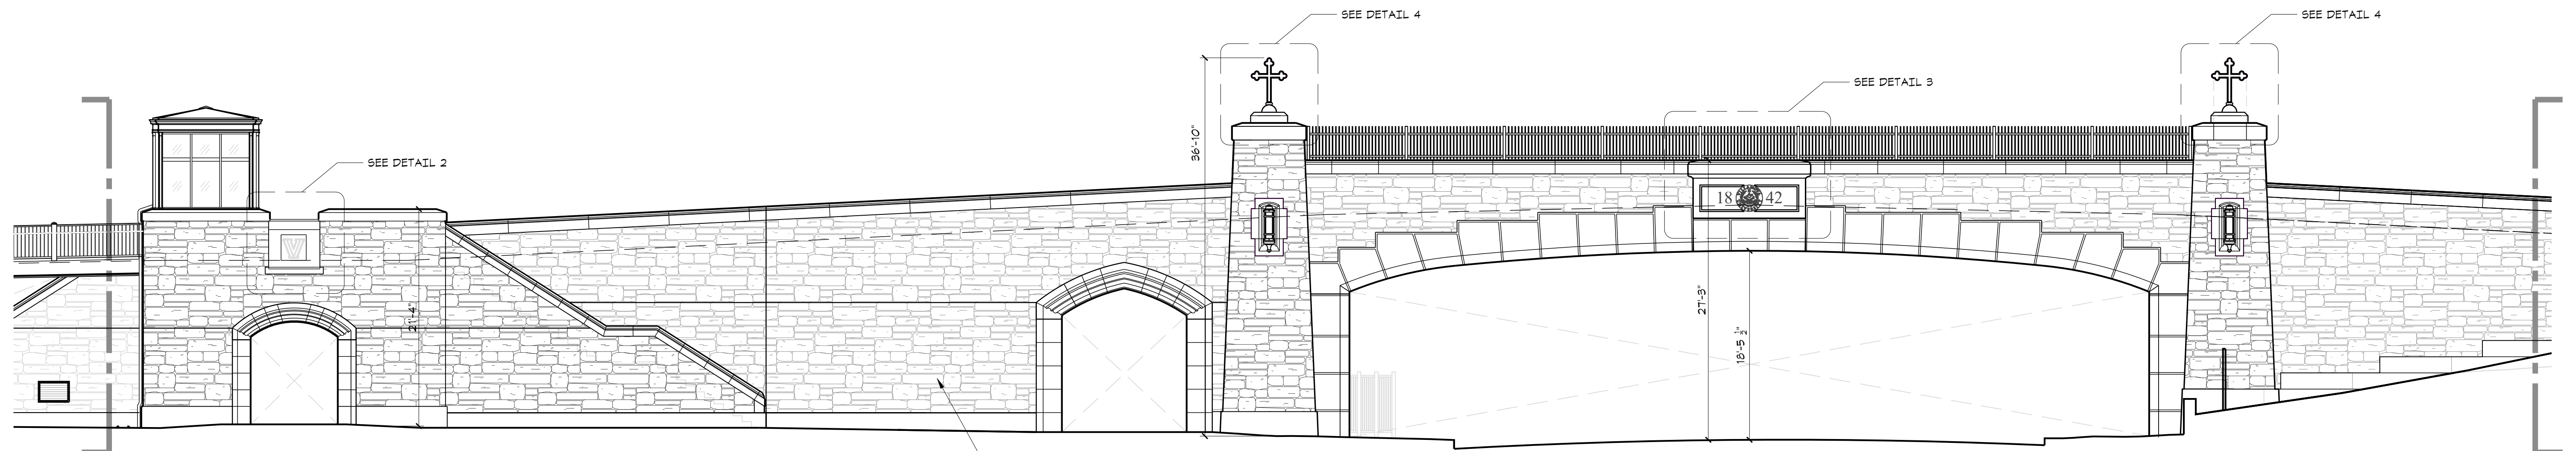 SEE DETAIL 4
SEE DETAIL 4
SEE DETAIL 3
SEE DETAIL 2
36'-10"
18 42
V
21'-4"
27'-3"
18'-5 1/2"